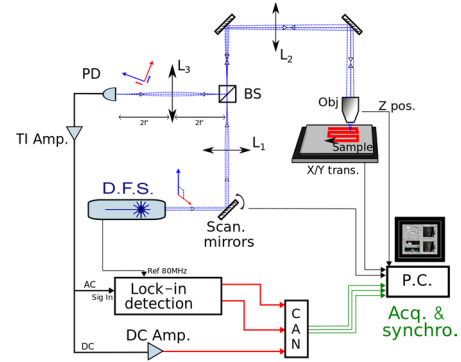 PD
L3
L2
BS
Obj
Z pos.
2f'
2f'
TI Amp.
L1
Sample
X/Y trans.
D.F.S.
Scan.
mirrors
Ref 80MHz
P.C.
AC
Sig In
Lock-in
detection
C
A
N
Acq. &
synchro.
DC Amp.
DC